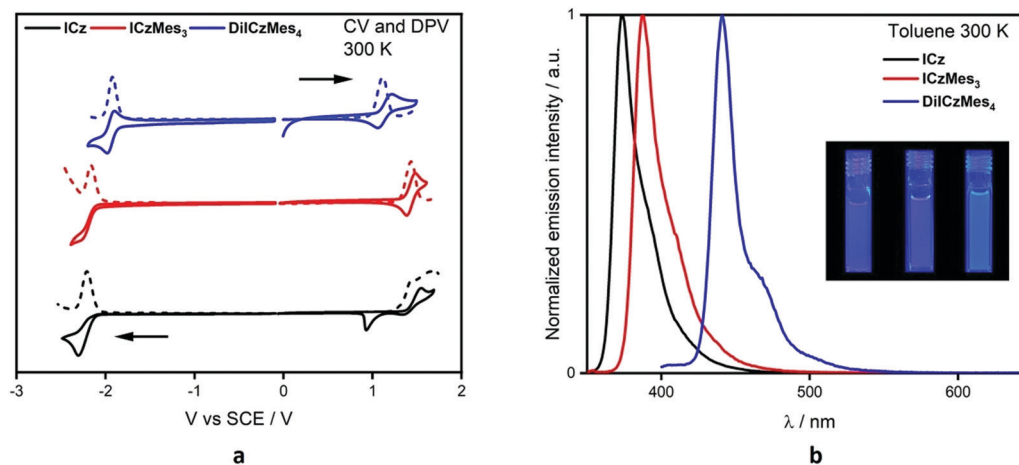 ICz ICzMes₃ DiICzMes₄
CV and DPV
300 K
-3 -2 -1 0 1 2
V vs SCE / V
a
Normalized emission intensity / a.u.
1
0
Toluene 300 K
ICz
ICzMes₃
DiICzMes₄
400 500 600
λ / nm
b